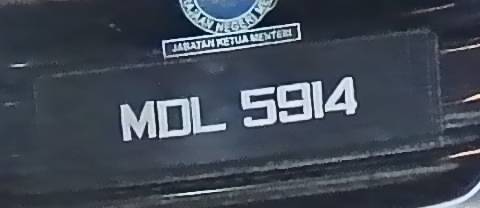 JABATAN KETUA MENTERI
MDL 5914